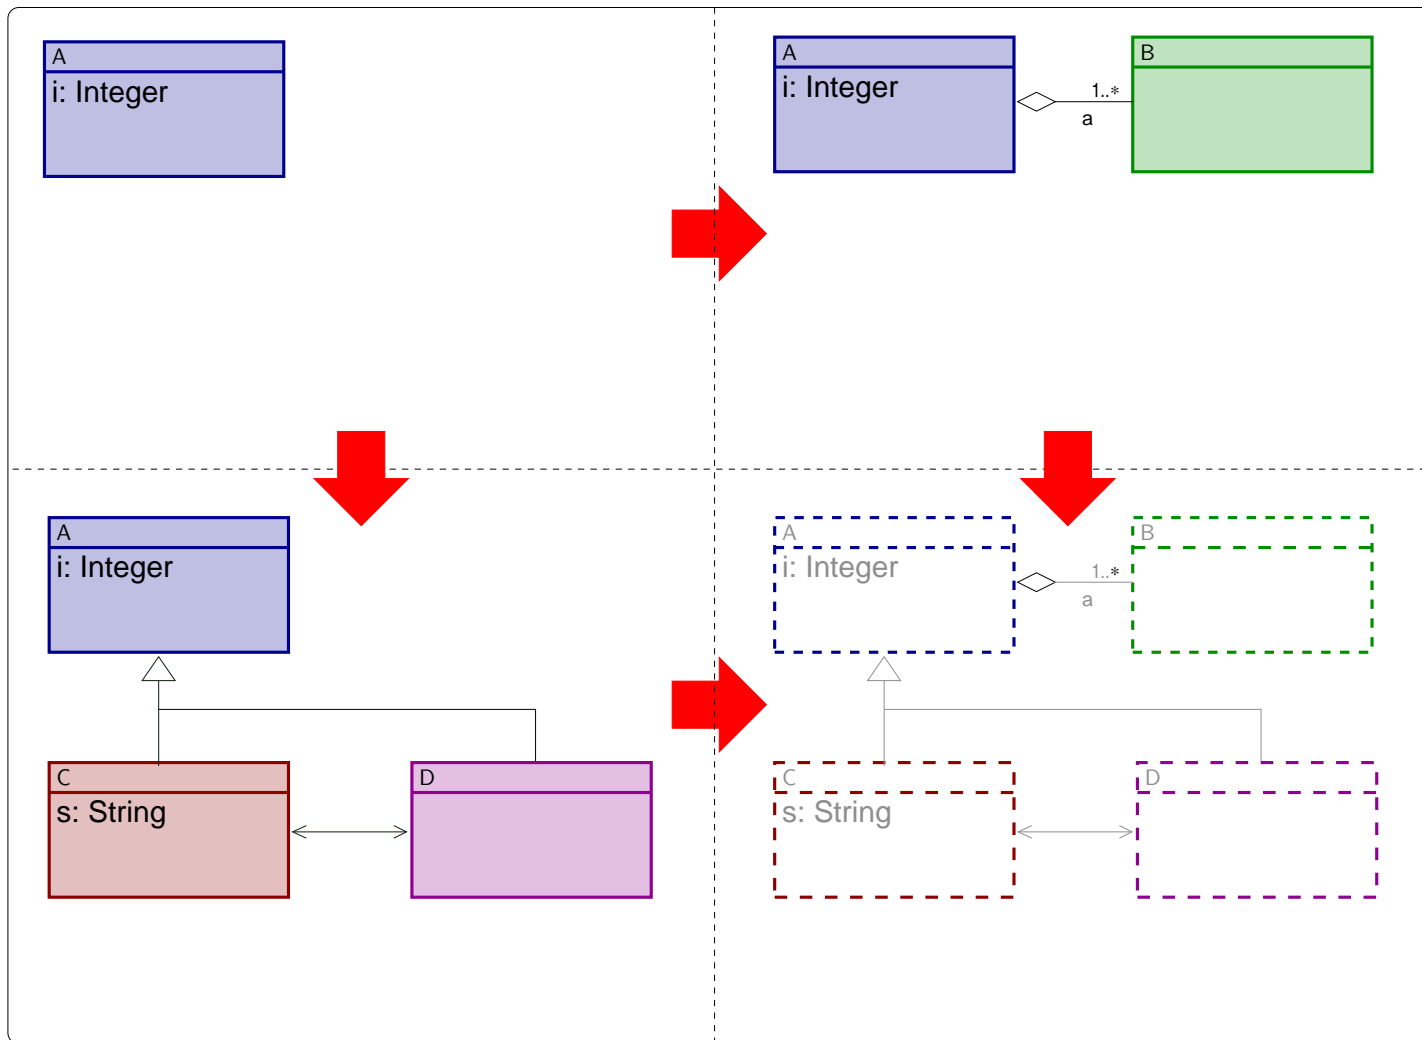 A
i: Integer
A
i: Integer
1..*
a
B
A
i: Integer
C
s: String
D
A
i: Integer
1..*
a
B
C
s: String
D